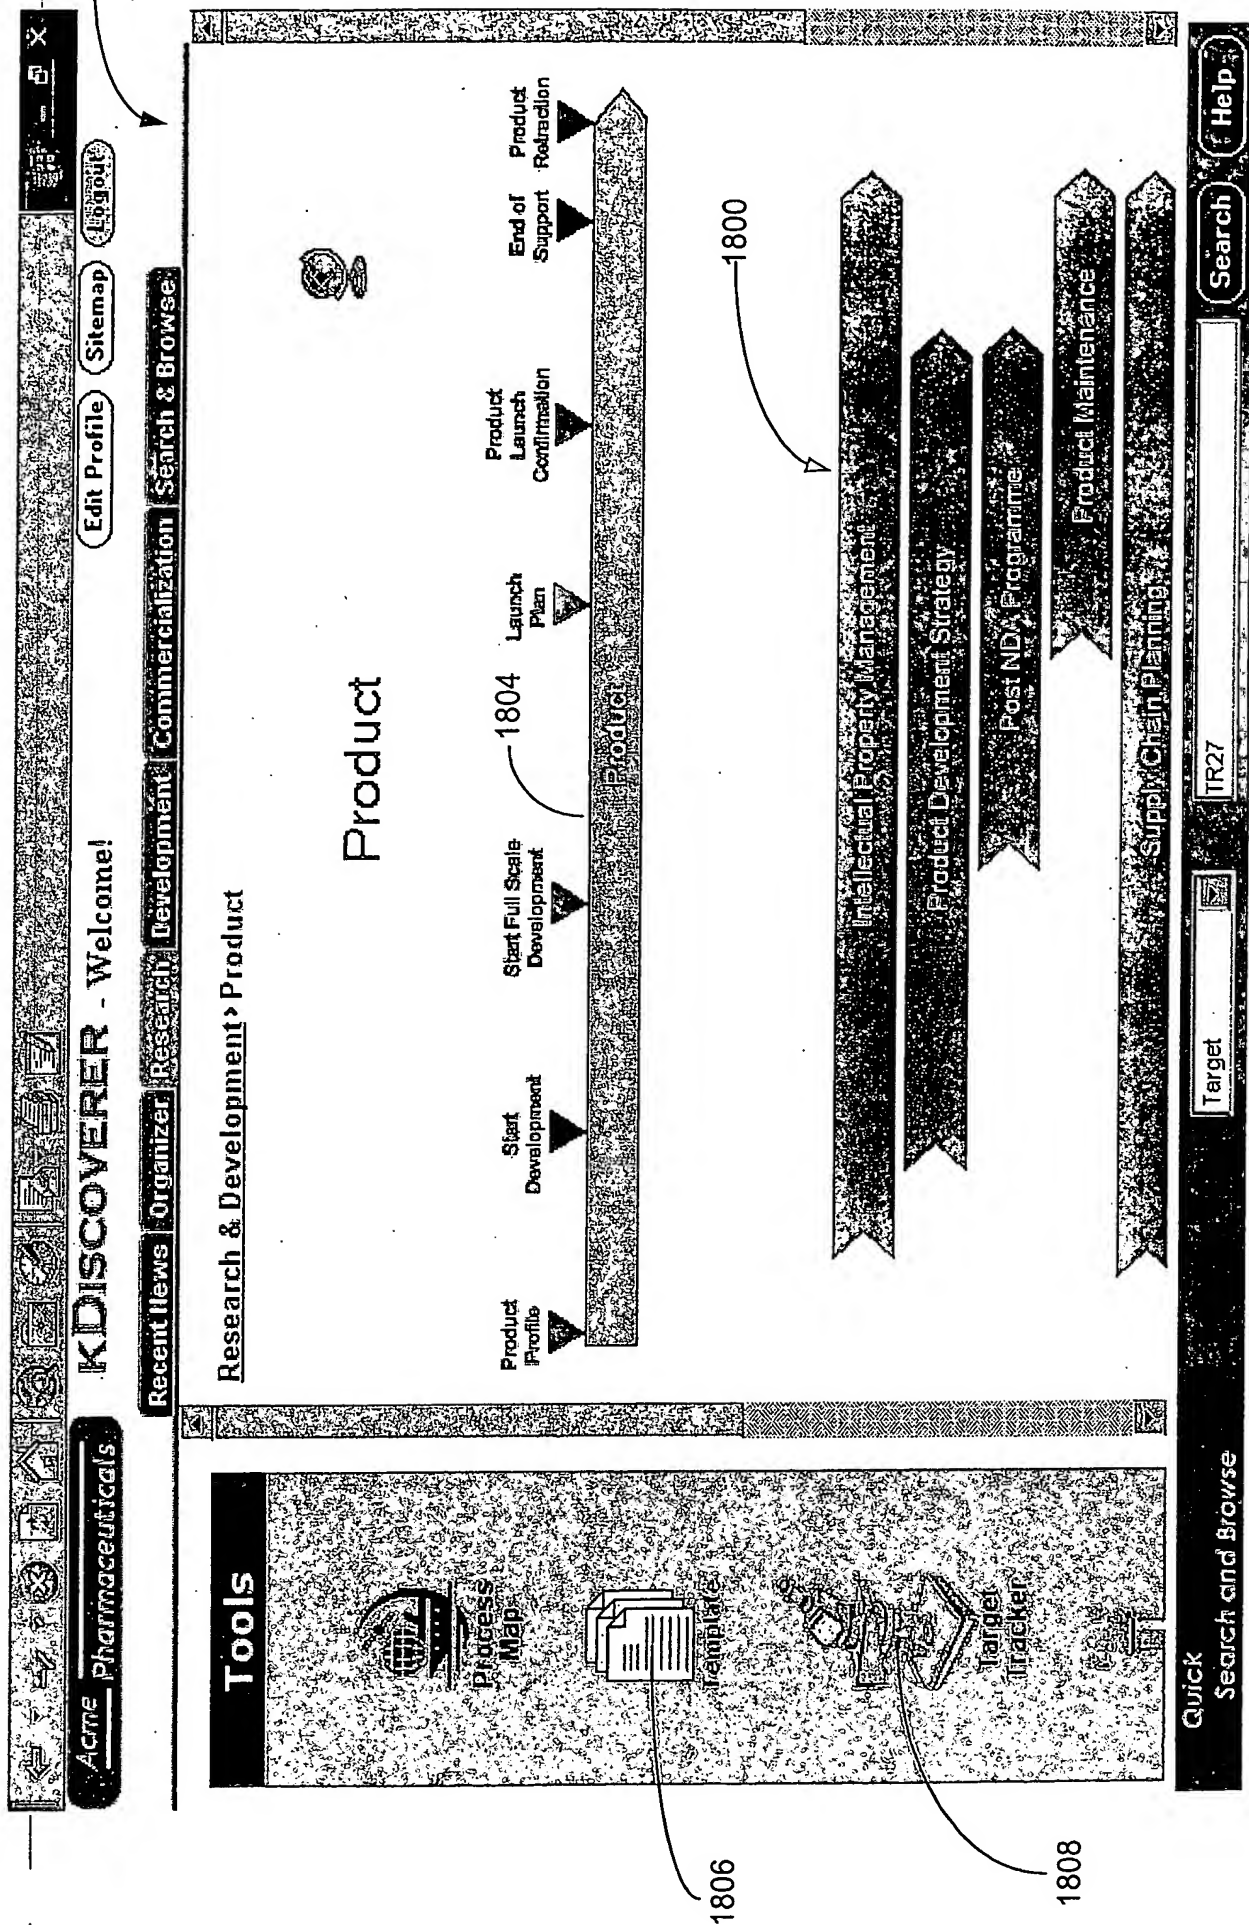 Edit Profile Sitemap Logout
Acme Pharmaceuticals
KDISCOVERER - Welcome!
Recent News Organizer Research Development Commercialization Search & Browse
Tools
Process
Map
Template
Target
Tracker
Research & Development> Product
Product
Product
Profile
Start
Development
Start Full Scale
Development
Launch
Plan
Product
Launch
Confirmation
End of
Support
Product
Retraction
1804
Product
1800
Intellectual Property Management
Product Development Strategy
Post NDA Programme
Product Maintenance
Supply Chain Planning
1806
1808
Quick
Search and Browse
Target
TR27
Search
Help